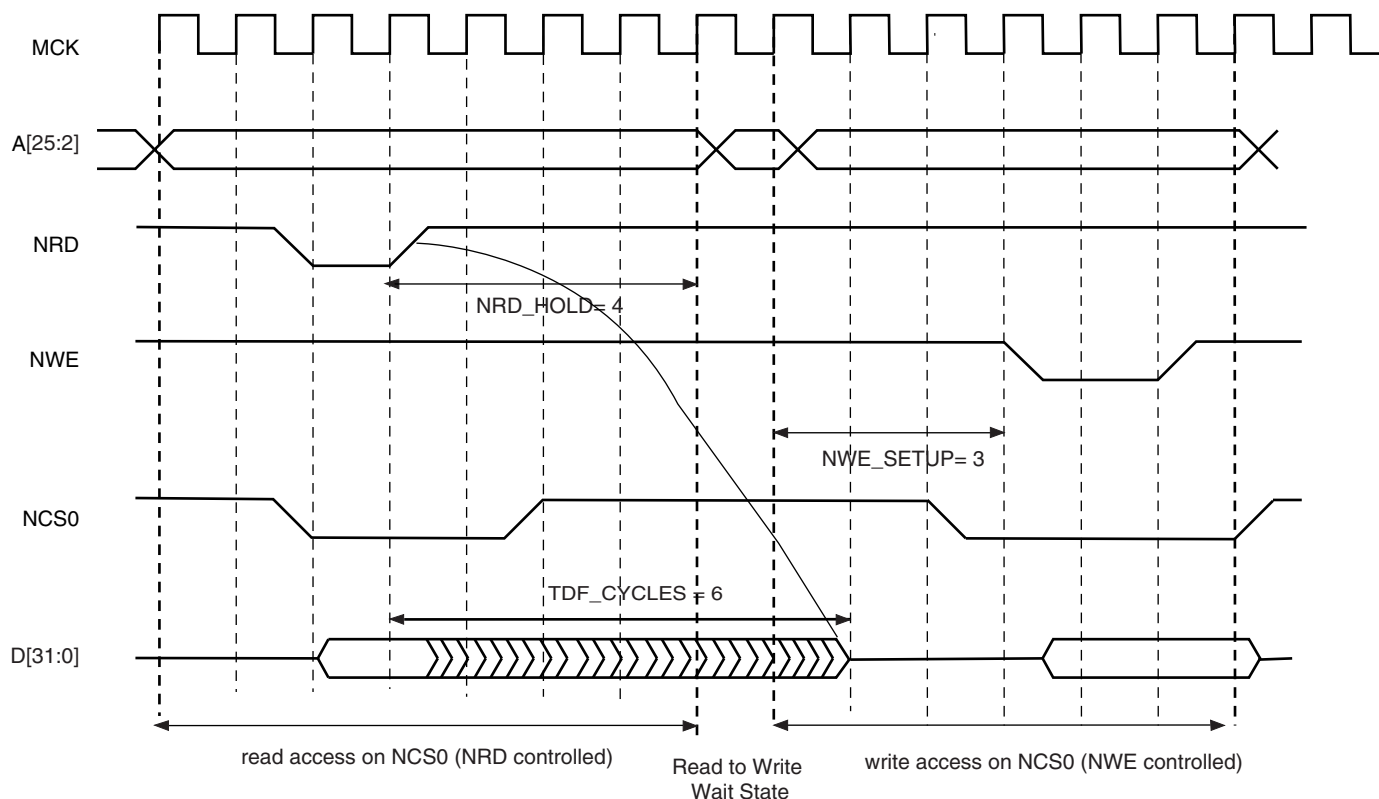 MCK
A[25:2]
NRD
NRD_HOLD= 4
NWE
NWE_SETUP= 3
NCS0
TDF_CYCLES = 6
D[31:0]
read access on NCS0 (NRD controlled)
Read to Write
Wait State
write access on NCS0 (NWE controlled)